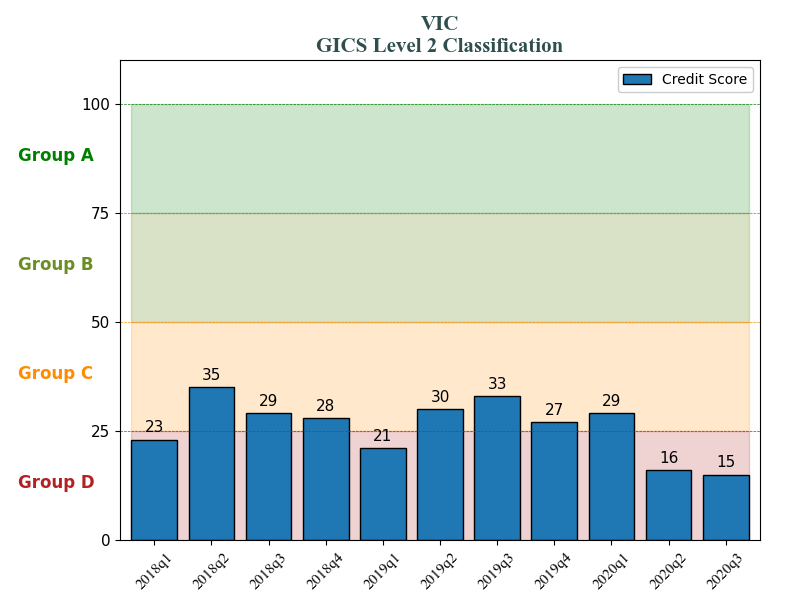 VIC
GICS Level 2 Classification
Credit Score
100
Group A
75
Group B
50
Group C
25
Group D
0
23
35
29
28
21
30
33
27
29
16
15
2018q1
2018q2
2018q3
2018q4
2019q1
2019q2
2019q3
2019q4
2020q1
2020q2
2020q3